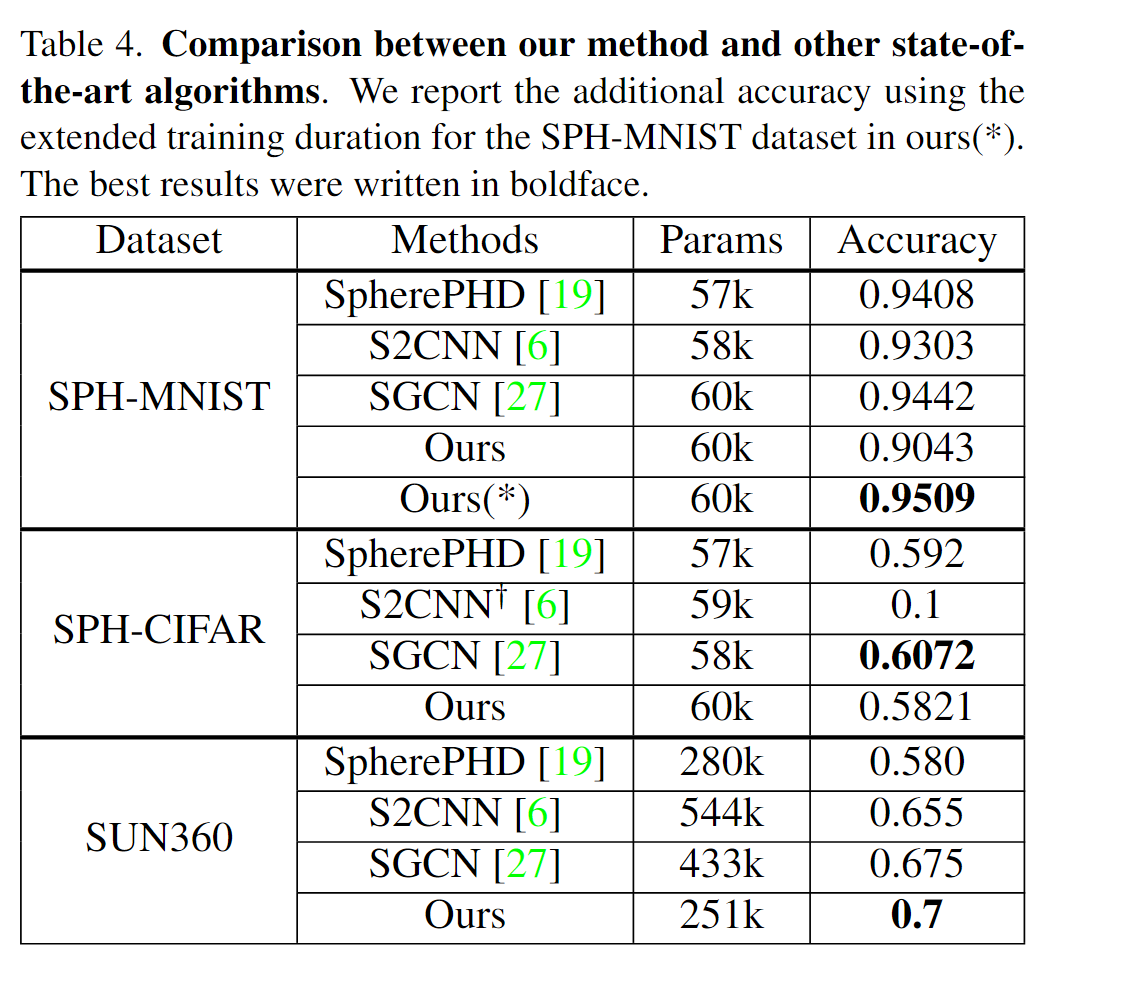 Table 4. Comparison between our method and other state-of-
the-art algorithms. We report the additional accuracy using the
extended training duration for the SPH-MNIST dataset in ours(*).
The best results were written in boldface.
Dataset Methods Params Accuracy
SPH-MNIST
SpherePHD [19] 57k 0.9408
S2CNN [6] 58k 0.9303
SGCN [27] 60k 0.9442
Ours 60k 0.9043
Ours(*) 60k 0.9509
SPH-CIFAR
SpherePHD [19] 57k 0.592
S2CNN† [6] 59k 0.1
SGCN [27] 58k 0.6072
Ours 60k 0.5821
SUN360
SpherePHD [19] 280k 0.580
S2CNN [6] 544k 0.655
SGCN [27] 433k 0.675
Ours 251k 0.7